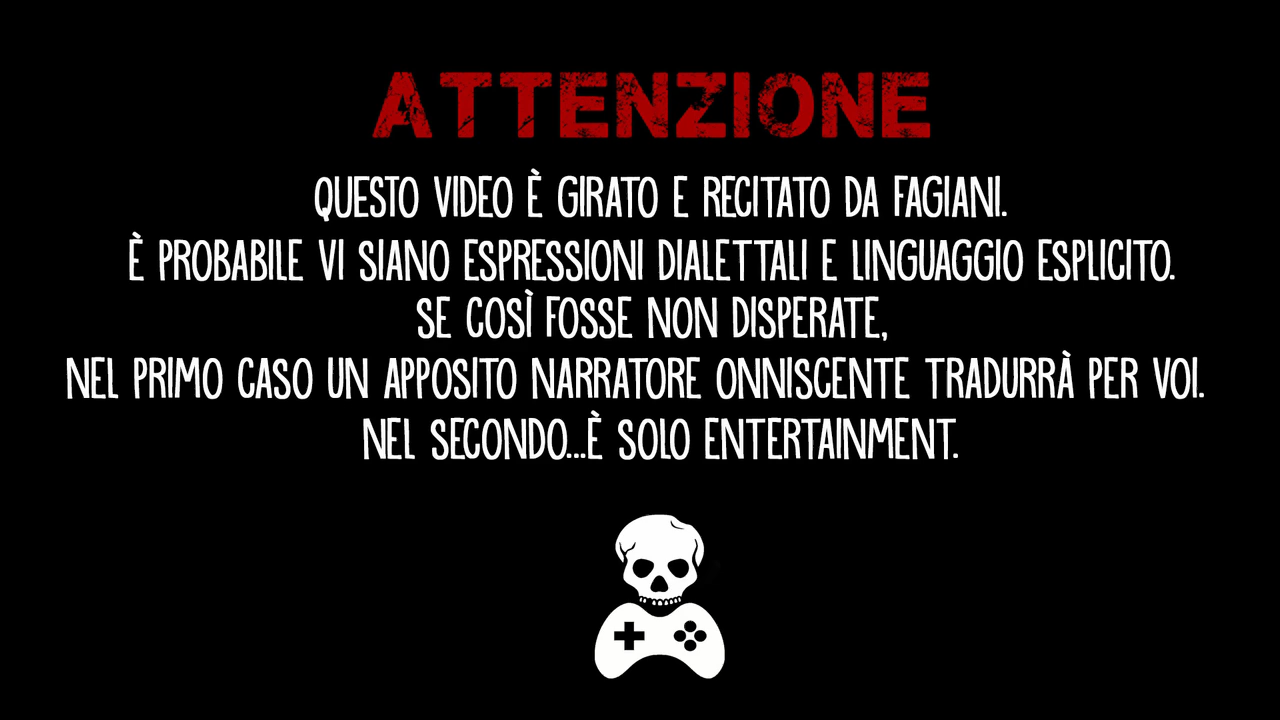 ATTENZIONE
QUESTO VIDEO È GIRATO E RECITATO DA FAGIANI.
È PROBABILE VI SIANO ESPRESSIONI DIALETTALI E LINGUAGGIO ESPLICITO.
SE COSÌ FOSSE NON DISPERATE,
NEL PRIMO CASO UN APPOSITO NARRATORE ONNISCENTE TRADURRÀ PER VOI.
NEL SECONDO...È SOLO ENTERTAINMENT.